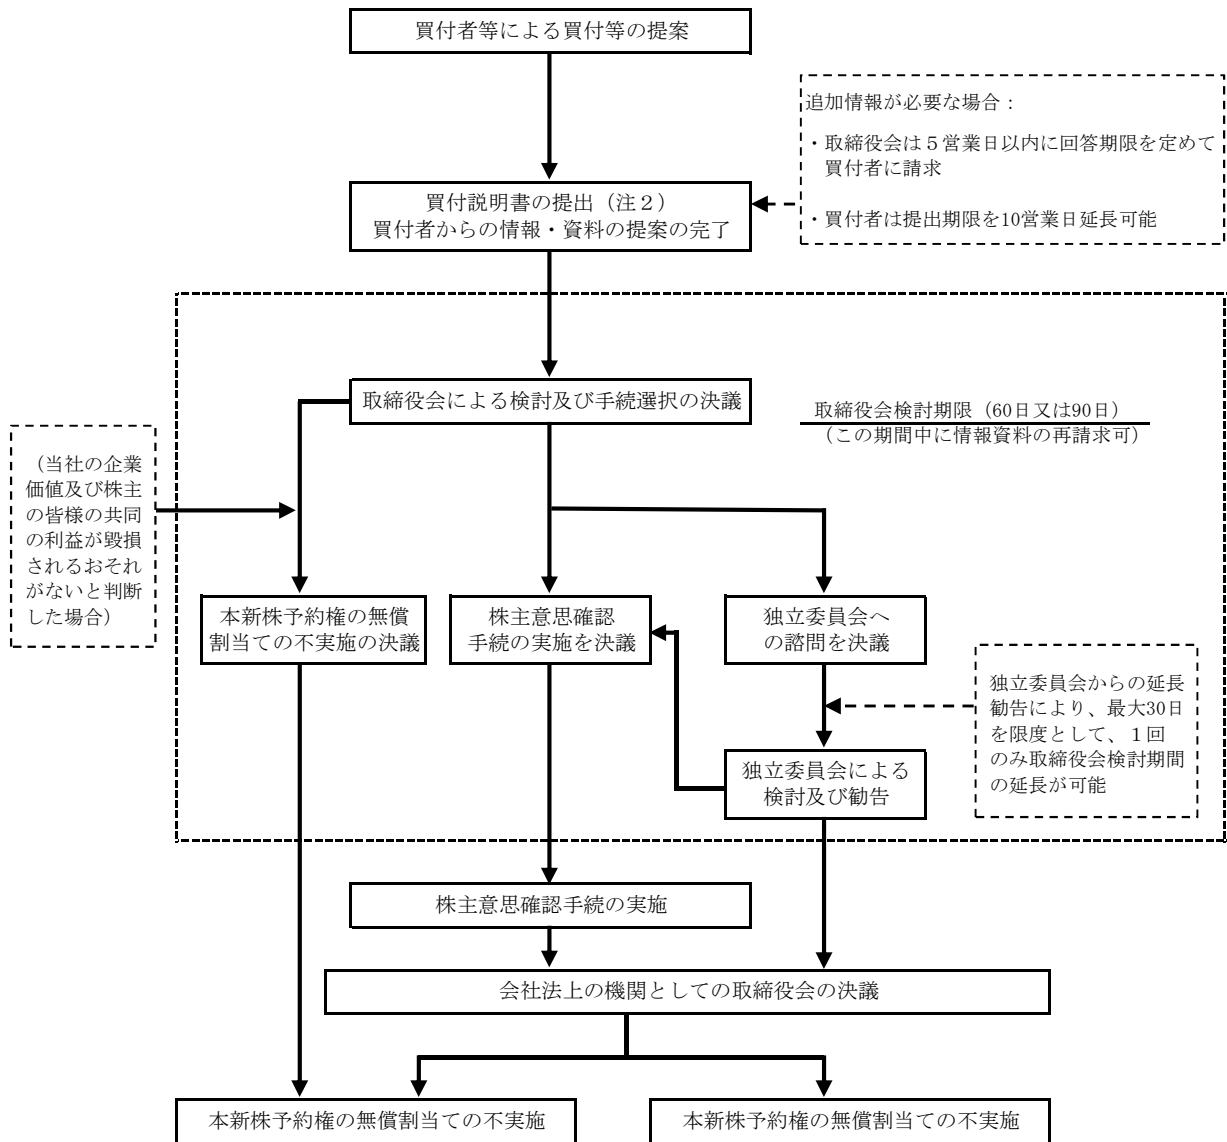 買付者等による買付等の提案
追加情報が必要な場合：
・取締役会は５営業日以内に回答期限を定めて
買付者に請求
・買付者は提出期限を10営業日延長可能
買付説明書の提出（注２）
買付者からの情報・資料の提案の完了
取締役会による検討及び手続選択の決議
取締役会検討期限（60日又は90日）
（この期間中に情報資料の再請求可）
（当社の企業
価値及び株主
の皆様の共同
の利益が毀損
されるおそれ
がないと判断
した場合）
本新株予約権の無償
割当ての不実施の決議
株主意思確認
手続の実施を決議
独立委員会へ
の諮問を決議
独立委員会からの延長
勧告により、最大30日
を限度として、１回
のみ取締役会検討期間
の延長が可能
独立委員会による
検討及び勧告
株主意思確認手続の実施
会社法上の機関としての取締役会の決議
本新株予約権の無償割当ての不実施
本新株予約権の無償割当ての不実施